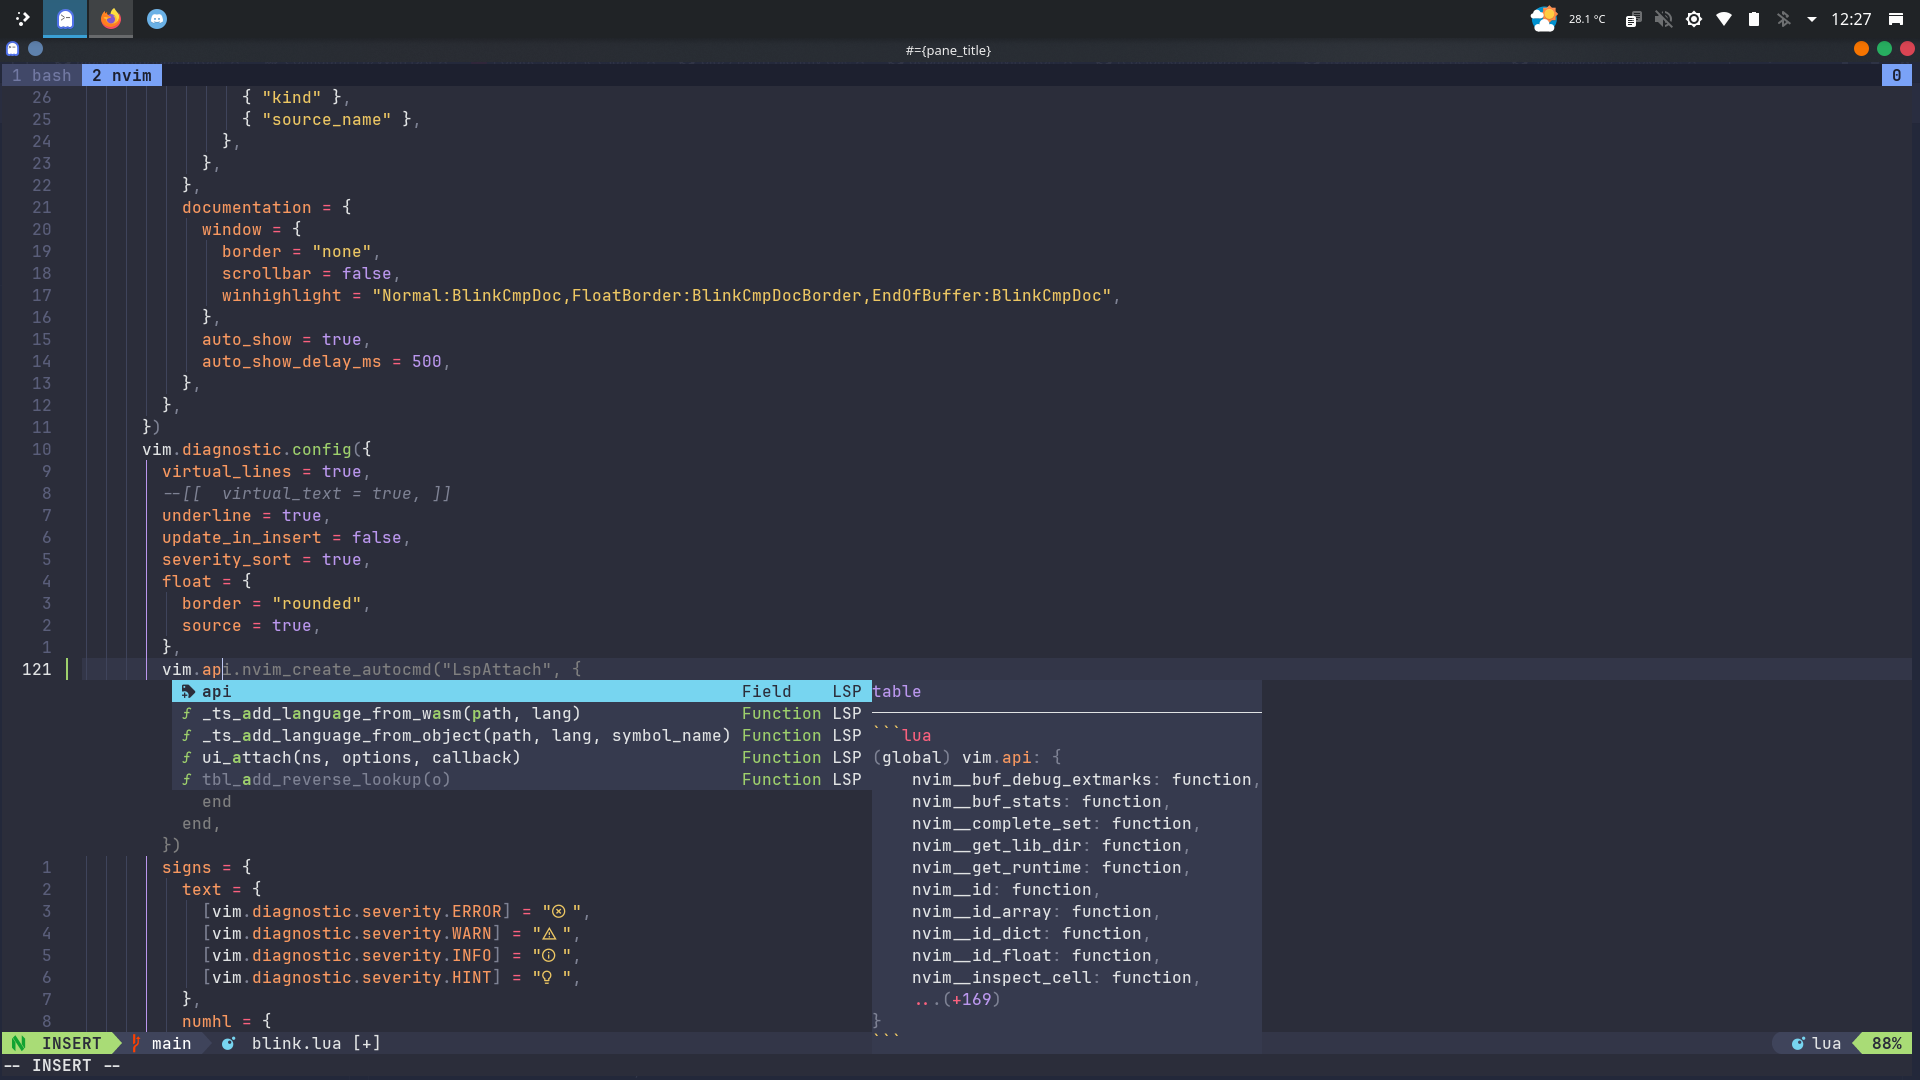 28.1 °C 12:27
#={pane_title}
1 bash 2 nvim 0
26 { "kind" },
25 { "source_name" },
24 },
23 },
22 },
21 documentation = {
20 window = {
19 border = "none",
18 scrollbar = false,
17 winhighlight = "Normal:BlinkCmpDoc,FloatBorder:BlinkCmpDocBorder,EndOfBuffer:BlinkCmpDoc",
16 },
15 auto_show = true,
14 auto_show_delay_ms = 500,
13 },
12 },
11 })
10 vim.diagnostic.config({
9 virtual_lines = true,
8 --[[  virtual_text = true, ]]
7 underline = true,
6 update_in_insert = false,
5 severity_sort = true,
4 float = {
3 border = "rounded",
2 source = true,
1 },
121 vim.api.nvim_create_autocmd("LspAttach", {
api Field LSP table
ƒ _ts_add_language_from_wasm(path, lang) Function LSP
ƒ _ts_add_language_from_object(path, lang, symbol_name) Function LSP ```lua
ƒ ui_attach(ns, options, callback) Function LSP (global) vim.api: {
ƒ tbl_add_reverse_lookup(o) Function LSP nvim__buf_debug_extmarks: function,
end nvim__buf_stats: function,
end, nvim__complete_set: function,
}) nvim__get_lib_dir: function,
1 signs = { nvim__get_runtime: function,
2 text = { nvim__id: function,
3 [vim.diagnostic.severity.ERROR] = " ", nvim__id_array: function,
4 [vim.diagnostic.severity.WARN] = "⚠ ", nvim__id_dict: function,
5 [vim.diagnostic.severity.INFO] = " ", nvim__id_float: function,
6 [vim.diagnostic.severity.HINT] = " ", nvim__inspect_cell: function,
7 }, ...(+169)
8 numhl = { }
INSERT main blink.lua [+] ``` lua 88%
-- INSERT --